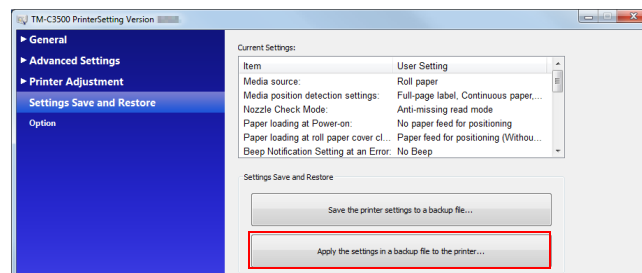 TM-C3500 PrinterSetting Version
General
Advanced Settings
Printer Adjustment
Settings Save and Restore
Option
Current Settings:
Item User Setting
Media source: Roll paper
Media position detection settings: Full-page label, Continuous paper,...
Nozzle Check Mode: Anti-missing read mode
Paper loading at Power-on: No paper feed for positioning
Paper loading at roll paper cover cl... Paper feed for positioning (Withou...
Beep Notification Setting at an Error: No Beep
Settings Save and Restore
Save the printer settings to a backup file...
Apply the settings in a backup file to the printer...